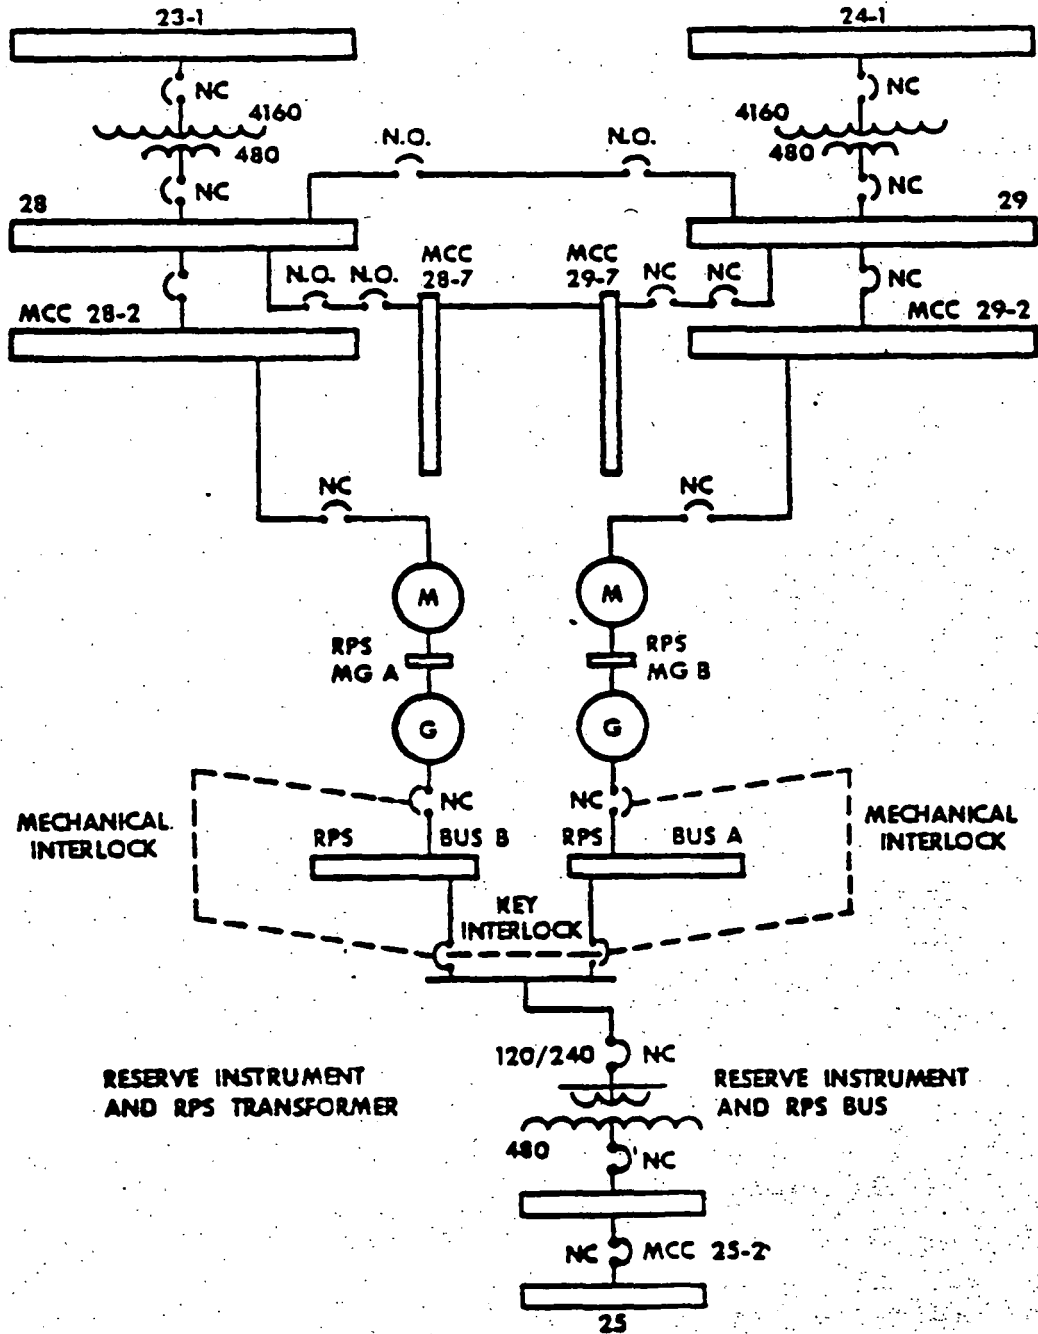 23-1
24-1
NC
NC
4160
4160
480
480
N.O.
N.O.
NC
NC
28
29
MCC
28-7
MCC
29-7
N.O.
N.O.
NC
NC
NC
MCC 28-2
MCC 29-2
NC
NC
M
M
RPS
MG A
RPS
MG B
G
G
NC
NC
MECHANICAL
INTERLOCK
MECHANICAL
INTERLOCK
RPS BUS B
RPS BUS A
KEY
INTERLOCK
120/240
NC
RESERVE INSTRUMENT
AND RPS TRANSFORMER
RESERVE INSTRUMENT
AND RPS BUS
480
NC
NC
MCC 25-2
25